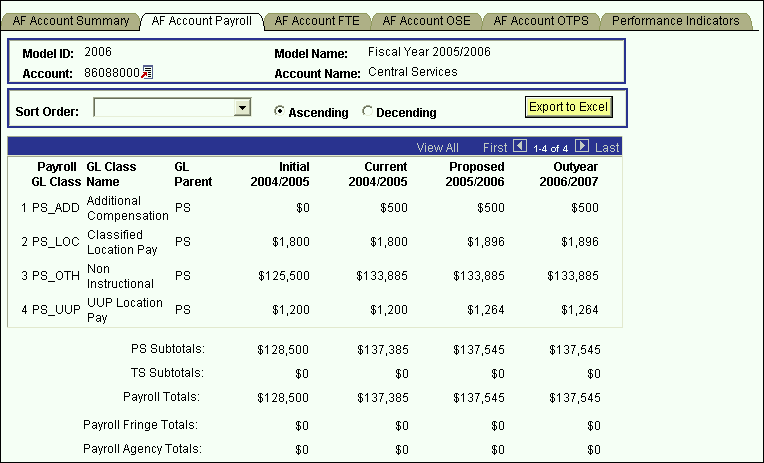 AF Account Summary AF Account Payroll AF Account FTE AF Account OSE AF Account OTPS Performance Indicators
Model ID: 2006 Model Name: Fiscal Year 2005/2006
Account: 86088000 Account Name: Central Services
Sort Order: Ascending Decending Export to Excel
View All First 1-4 of 4 Last
Payroll GL Class GL Initial Current Proposed Outyear
GL Class Name Parent 2004/2005 2004/2005 2005/2006 2006/2007
1 PS_ADD Additional Compensation PS $0 $500 $500 $500
2 PS_LOC Classified Location Pay PS $1,800 $1,800 $1,896 $1,896
3 PS_OTH Non Instructional PS $125,500 $133,885 $133,885 $133,885
4 PS_UUP UUP Location Pay PS $1,200 $1,200 $1,264 $1,264
PS Subtotals: $128,500 $137,385 $137,545 $137,545
TS Subtotals: $0 $0 $0 $0
Payroll Totals: $128,500 $137,385 $137,545 $137,545
Payroll Fringe Totals: $0 $0 $0 $0
Payroll Agency Totals: $0 $0 $0 $0